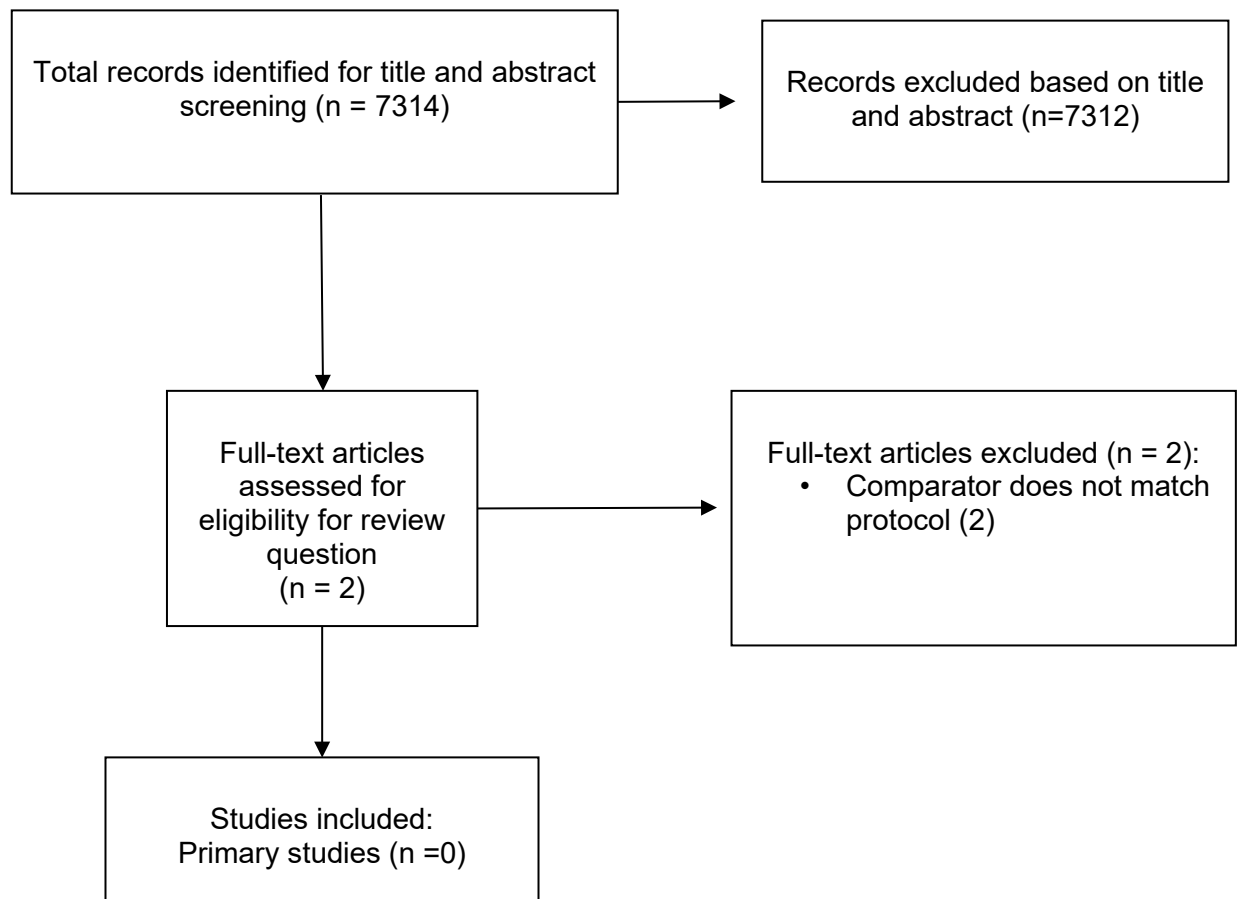 Total records identified for title and abstract
screening (n = 7314)
Records excluded based on title
and abstract (n=7312)
Full-text articles
assessed for
eligibility for review
question
(n = 2)
Full-text articles excluded (n = 2):
• Comparator does not match
protocol (2)
Studies included:
Primary studies (n =0)